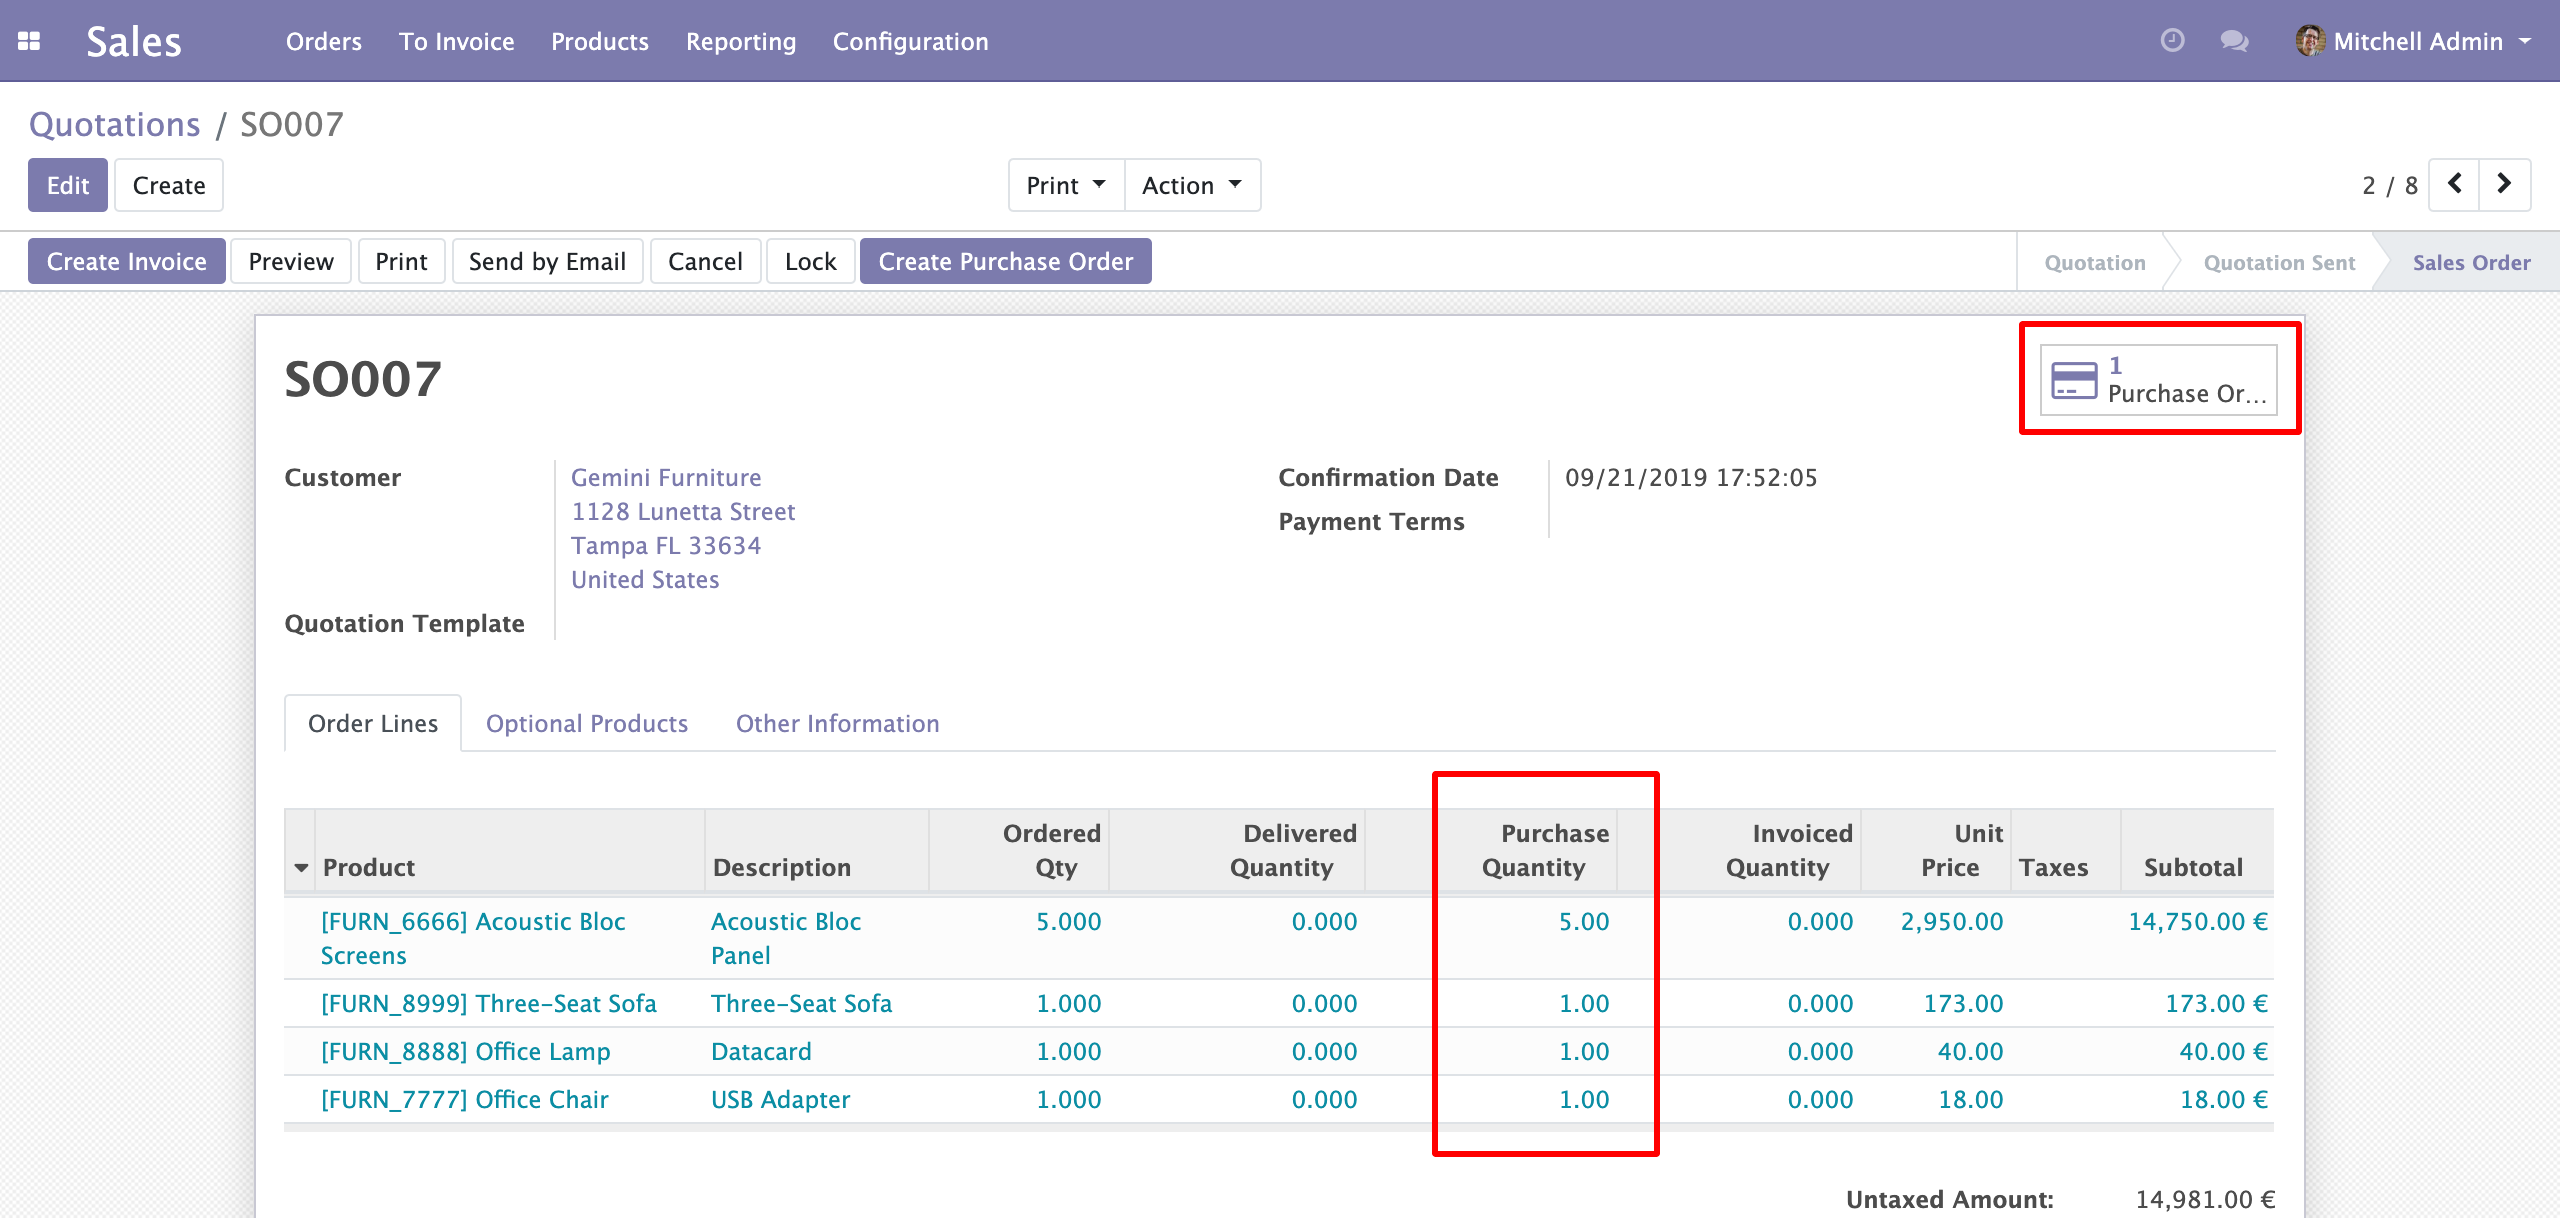 Sales Orders To Invoice Products Reporting Configuration Mitchell Admin
Quotations / SO007
Edit Create Print Action 2 / 8
Create Invoice Preview Print Send by Email Cancel Lock Create Purchase Order Quotation Quotation Sent Sales Order
SO007
1
Purchase Or...
Customer Gemini Furniture Confirmation Date 09/21/2019 17:52:05
1128 Lunetta Street Payment Terms
Tampa FL 33634
United States
Quotation Template
Order Lines Optional Products Other Information
Ordered Delivered Purchase Invoiced Unit
Product Description Qty Quantity Quantity Quantity Price Taxes Subtotal
[FURN_6666] Acoustic Bloc Acoustic Bloc 5.000 0.000 5.00 0.000 2,950.00 14,750.00 €
Screens Panel
[FURN_8999] Three-Seat Sofa Three-Seat Sofa 1.000 0.000 1.00 0.000 173.00 173.00 €
[FURN_8888] Office Lamp Datacard 1.000 0.000 1.00 0.000 40.00 40.00 €
[FURN_7777] Office Chair USB Adapter 1.000 0.000 1.00 0.000 18.00 18.00 €
Untaxed Amount: 14,981.00 €